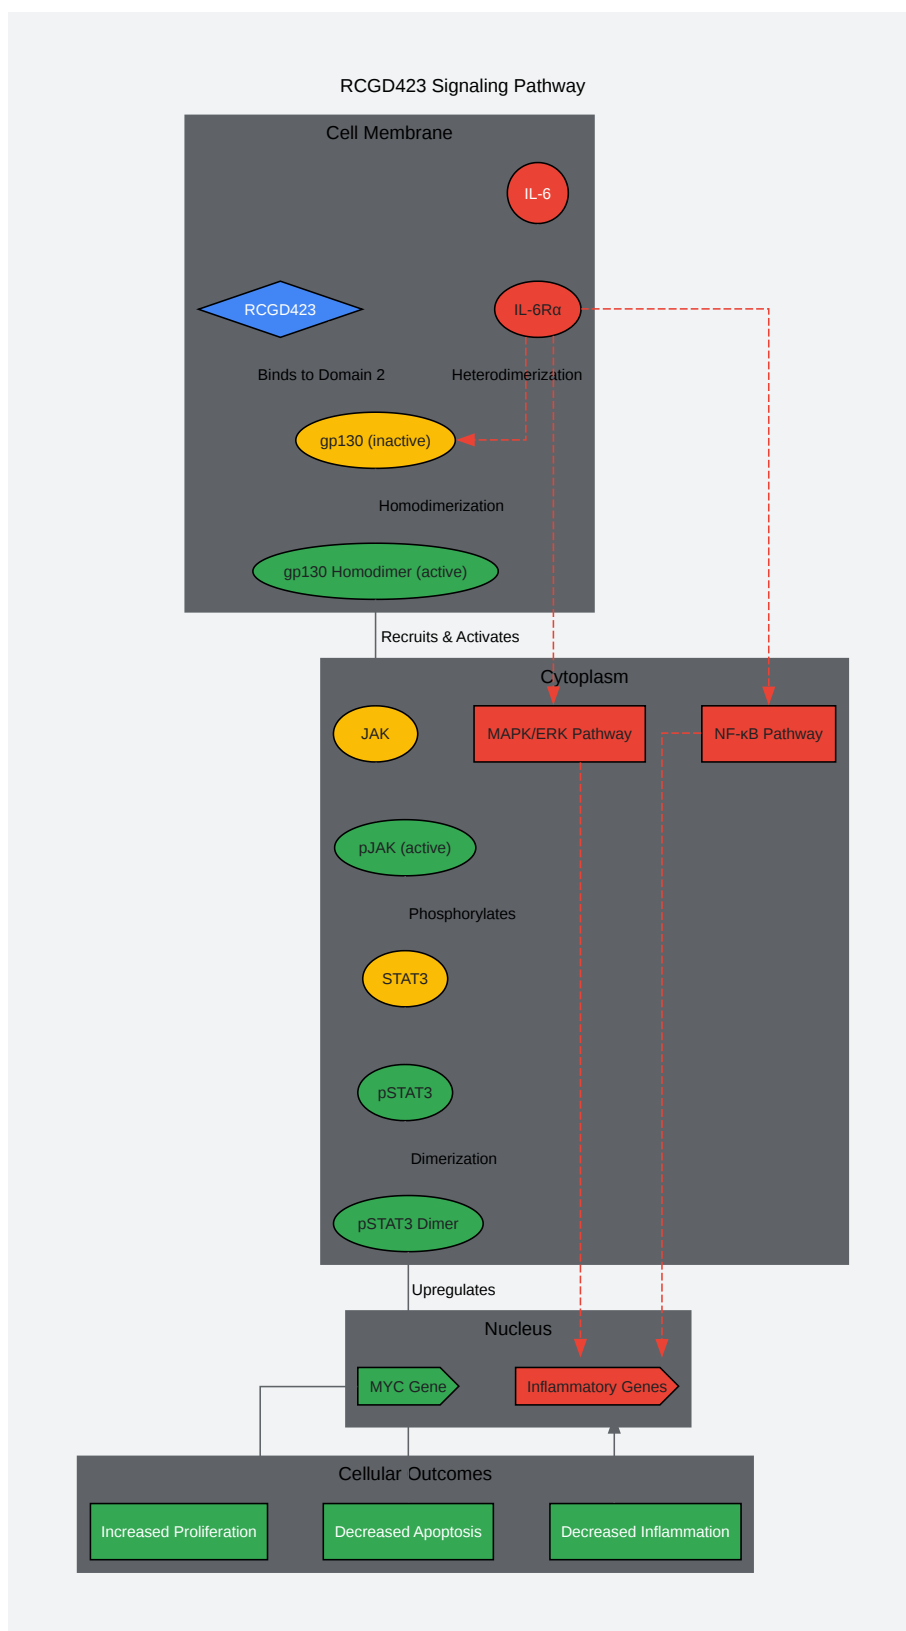 RCGD423 Signaling Pathway
Cell Membrane
IL-6
RCGD423
IL-6Rα
Binds to Domain 2
Heterodimerization
gp130 (inactive)
Homodimerization
gp130 Homodimer (active)
Recruits & Activates
Cytoplasm
JAK
MAPK/ERK Pathway
NF-κB Pathway
pJAK (active)
Phosphorylates
STAT3
pSTAT3
Dimerization
pSTAT3 Dimer
Upregulates
Nucleus
MYC Gene
Inflammatory Genes
Cellular Outcomes
Increased Proliferation
Decreased Apoptosis
Decreased Inflammation